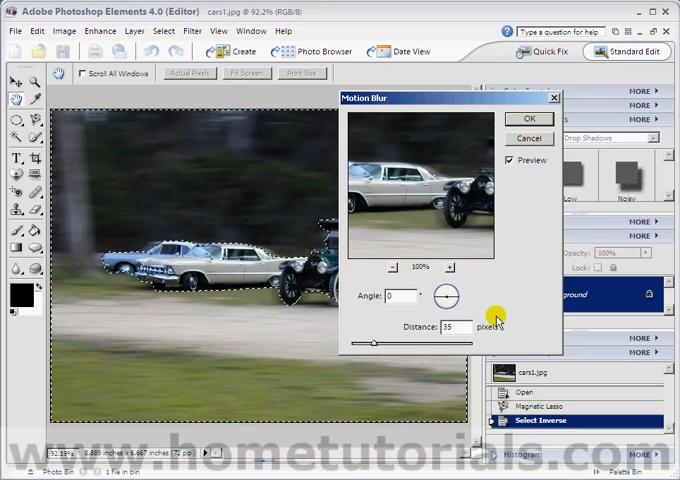 Adobe Photoshop Elements 4.0 (Editor)
cars1.jpg @ 92.2% (RGB/8)
File Edit Image Enhance Layer Select Filter View Window Help
Type a question for help
Create Photo Browser Date View
Quick Fix Standard Edit
Scroll All Windows Actual Pixels Fit Screen Print Size
MORE
MORE
MORE
Motion Blur
OK
Cancel
Preview
Drop Shadows
Low Noisy
100%
MORE
MORE
Opacity: 100%
Lock:
Angle: 0 °
Distance: 35 pixels
MORE
MORE
cars1.jpg
Open
Magnetic Lasso
Select Inverse
92.19% 8.889 inches x 6.667 inches (72 ppi)
www.hometutorials.com
Histogram MORE
Photo Bin 1 file in bin Palette Bin